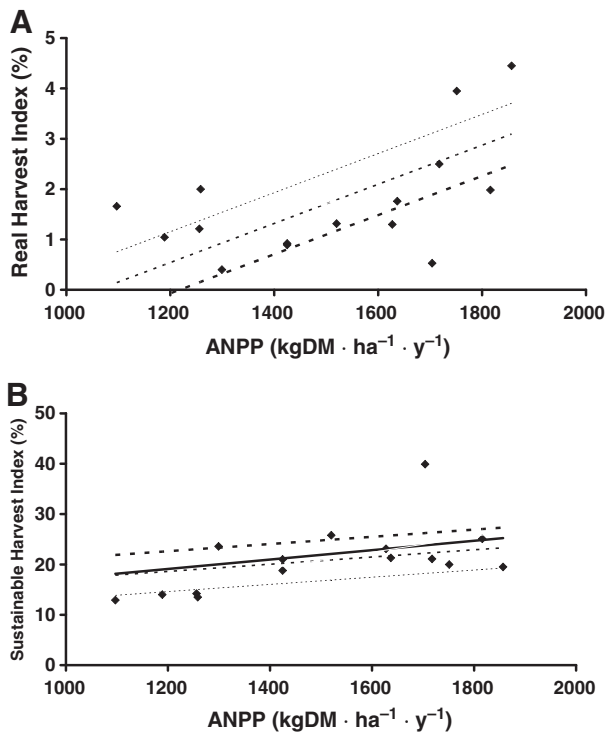 A
Real Harvest Index (%)
5
4
3
2
1
0
1000 1200 1400 1600 1800 2000
ANPP (kgDM · ha⁻¹ · y⁻¹)
B
Sustainable Harvest Index (%)
50
40
30
20
10
0
1000 1200 1400 1600 1800 2000
ANPP (kgDM · ha⁻¹ · y⁻¹)